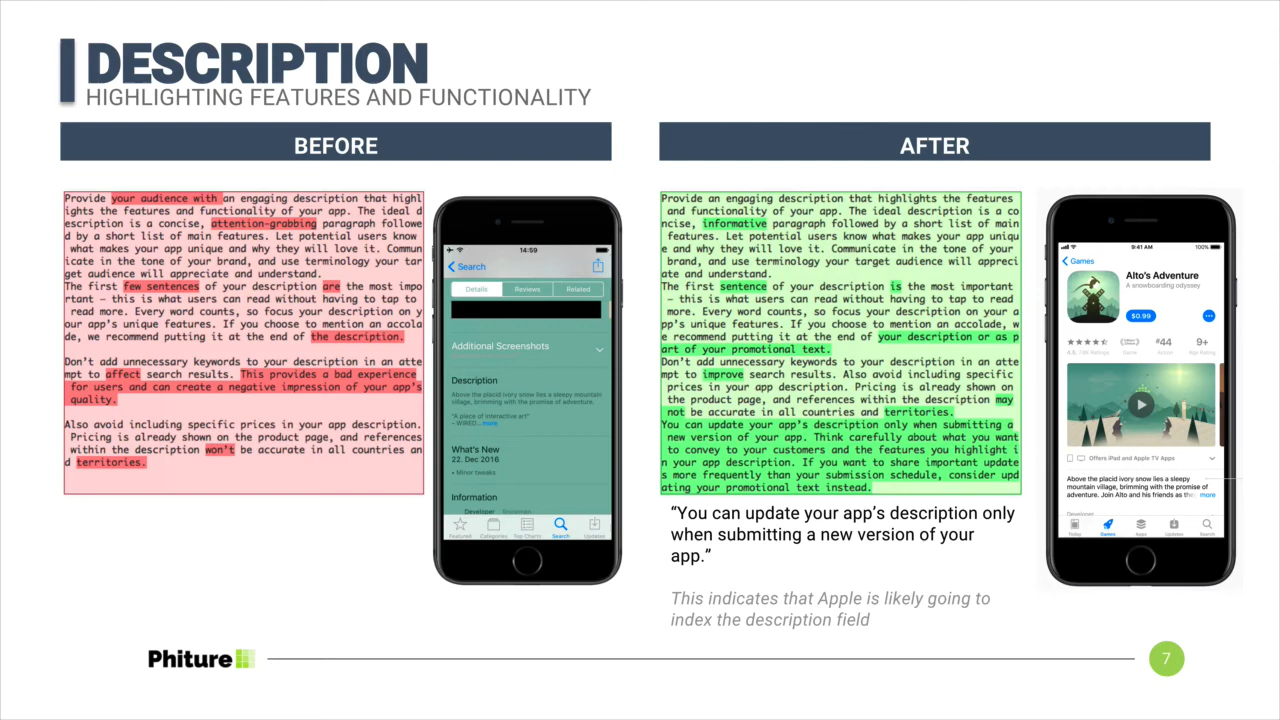 DESCRIPTION
HIGHLIGHTING FEATURES AND FUNCTIONALITY
BEFORE
Provide your audience with an engaging description that highl
ights the features and functionality of your app. The ideal d
escription is a concise, attention-grabbing paragraph followe
d by a short list of main features. Let potential users know
what makes your app unique and why they will love it. Commun
icate in the tone of your brand, and use terminology your tar
get audience will appreciate and understand.
The first few sentences of your description are the most impo
rtant — this is what users can read without having to tap to
read more. Every word counts, so focus your description on y
our app's unique features. If you choose to mention an accola
de, we recommend putting it at the end of the description.
Don't add unnecessary keywords to your description in an atte
mpt to affect search results. This provides a bad experience
for users and can create a negative impression of your app's
quality.
Also avoid including specific prices in your app description.
Pricing is already shown on the product page, and references
within the description won't be accurate in all countries an
d territories.
14:59
Search
Details
Reviews
Related
Additional Screenshots
Description
Above the placid ivory snow lies a sleepy mountain
village, brimming with the promise of adventure.
"A piece of interactive art"
– WIRED... more
What's New
22. Dec 2016
• Minor tweaks
Information
Developer Snowman
Featured
Categories
Top Charts
Search
Updates
AFTER
Provide an engaging description that highlights the features
and functionality of your app. The ideal description is a co
ncise, informative paragraph followed by a short list of main
features. Let potential users know what makes your app uniqu
e and why they will love it. Communicate in the tone of your
brand, and use terminology your target audience will appreci
ate and understand.
The first sentence of your description is the most important
— this is what users can read without having to tap to read
more. Every word counts, so focus your description on your a
pp's unique features. If you choose to mention an accolade, w
e recommend putting it at the end of your description or as p
art of your promotional text.
Don't add unnecessary keywords to your description in an atte
mpt to improve search results. Also avoid including specific
prices in your app description. Pricing is already shown on
the product page, and references within the description may
not be accurate in all countries and territories.
You can update your app's description only when submitting a
new version of your app. Think carefully about what you want
to convey to your customers and the features you highlight i
n your app description. If you want to share important update
s more frequently than your submission schedule, consider upd
ating your promotional text instead.
“You can update your app’s description only
when submitting a new version of your
app.”
This indicates that Apple is likely going to
index the description field
9:41 AM
100%
Games
Alto's Adventure
A snowboarding odyssey
$0.99
#44
9+
Game
Action
Age Rating
Offers iPad and Apple TV Apps
Above the placid ivory snow lies a sleepy
mountain village, brimming with the promise of
adventure. Join Alto and his friends as the more
Developer
Today
Games
Apps
Updates
Search
Phiture
7